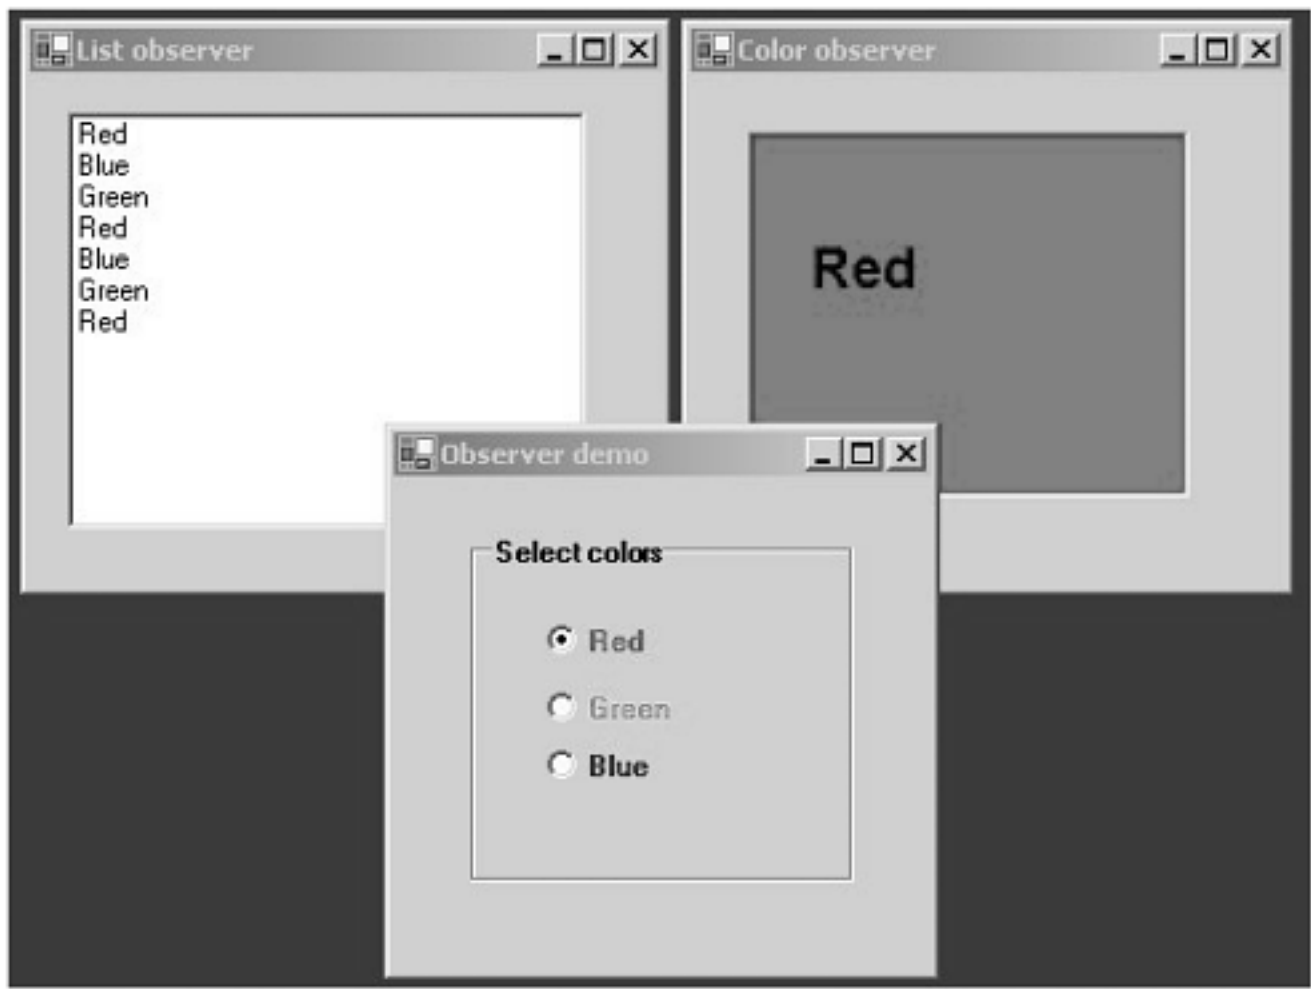 List observer
Red
Blue
Green
Red
Blue
Green
Red
Color observer
Red
Observer demo
Select colors
Red
Green
Blue